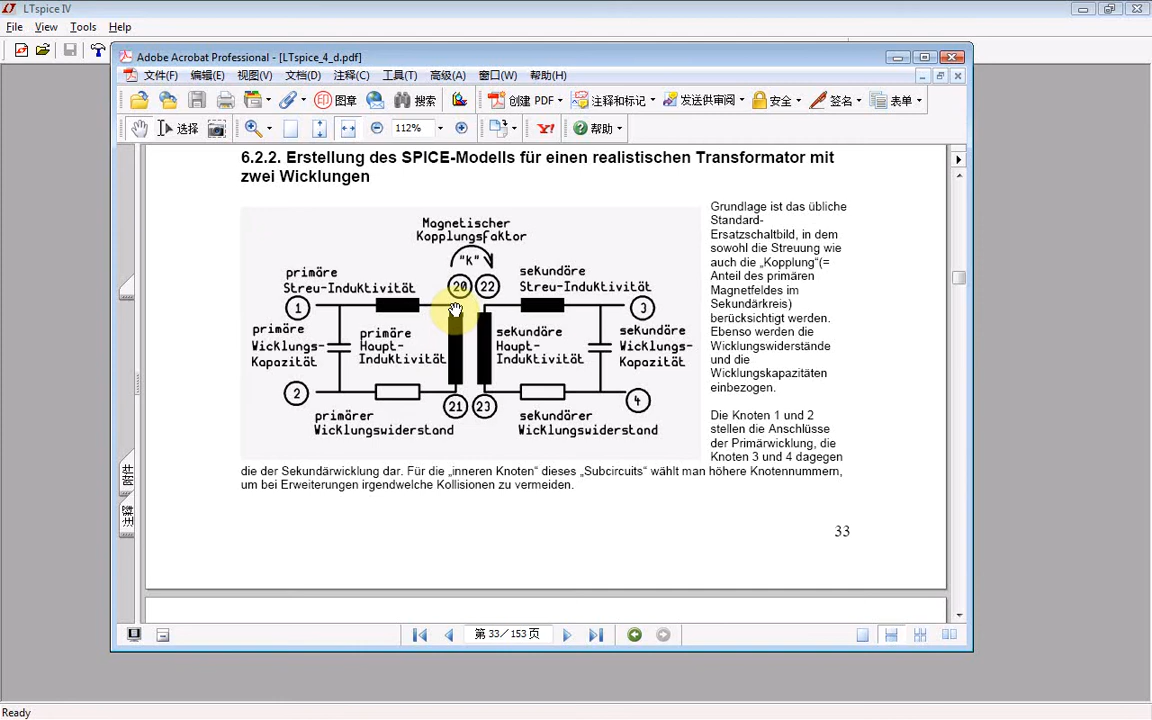 LTspice IV
File View Tools Help
Adobe Acrobat Professional - [LTspice_4_d.pdf]
文件(F) 编辑(E) 视图(V) 文档(D) 注释(C) 工具(T) 高级(A) 窗口(W) 帮助(H)
图章 搜索 创建 PDF 注释和标记 发送供审阅 安全 签名 表单
选择 112% Y! 帮助
6.2.2. Erstellung des SPICE-Modells für einen realistischen Transformator mit
zwei Wicklungen
Magnetischer
Kopplungsfaktor
"K"
primäre
Streu-Induktivität
20 22
sekundäre
Streu-Induktivität
1
3
primäre
Wicklungs-
Kapazität
primäre
Haupt-
Induktivität
sekundäre
Haupt-
Induktivität
sekundäre
Wicklungs-
Kapazität
2
21 23
4
primärer
Wicklungswiderstand
sekundärer
Wicklungswiderstand
Grundlage ist das übliche
Standard-
Ersatzschaltbild, in dem
sowohl die Streuung wie
auch die „Kopplung“(=
Anteil des primären
Magnetfeldes im
Sekundärkreis)
berücksichtigt werden.
Ebenso werden die
Wicklungswiderstände
und die
Wicklungskapazitäten
einbezogen.
Die Knoten 1 und 2
stellen die Anschlüsse
der Primärwicklung, die
Knoten 3 und 4 dagegen
die der Sekundärwicklung dar. Für die „inneren Knoten“ dieses „Subcircuits“ wählt man höhere Knotennummern,
um bei Erweiterungen irgendwelche Kollisionen zu vermeiden.
33
附件
注释
第 33/153 页
Ready